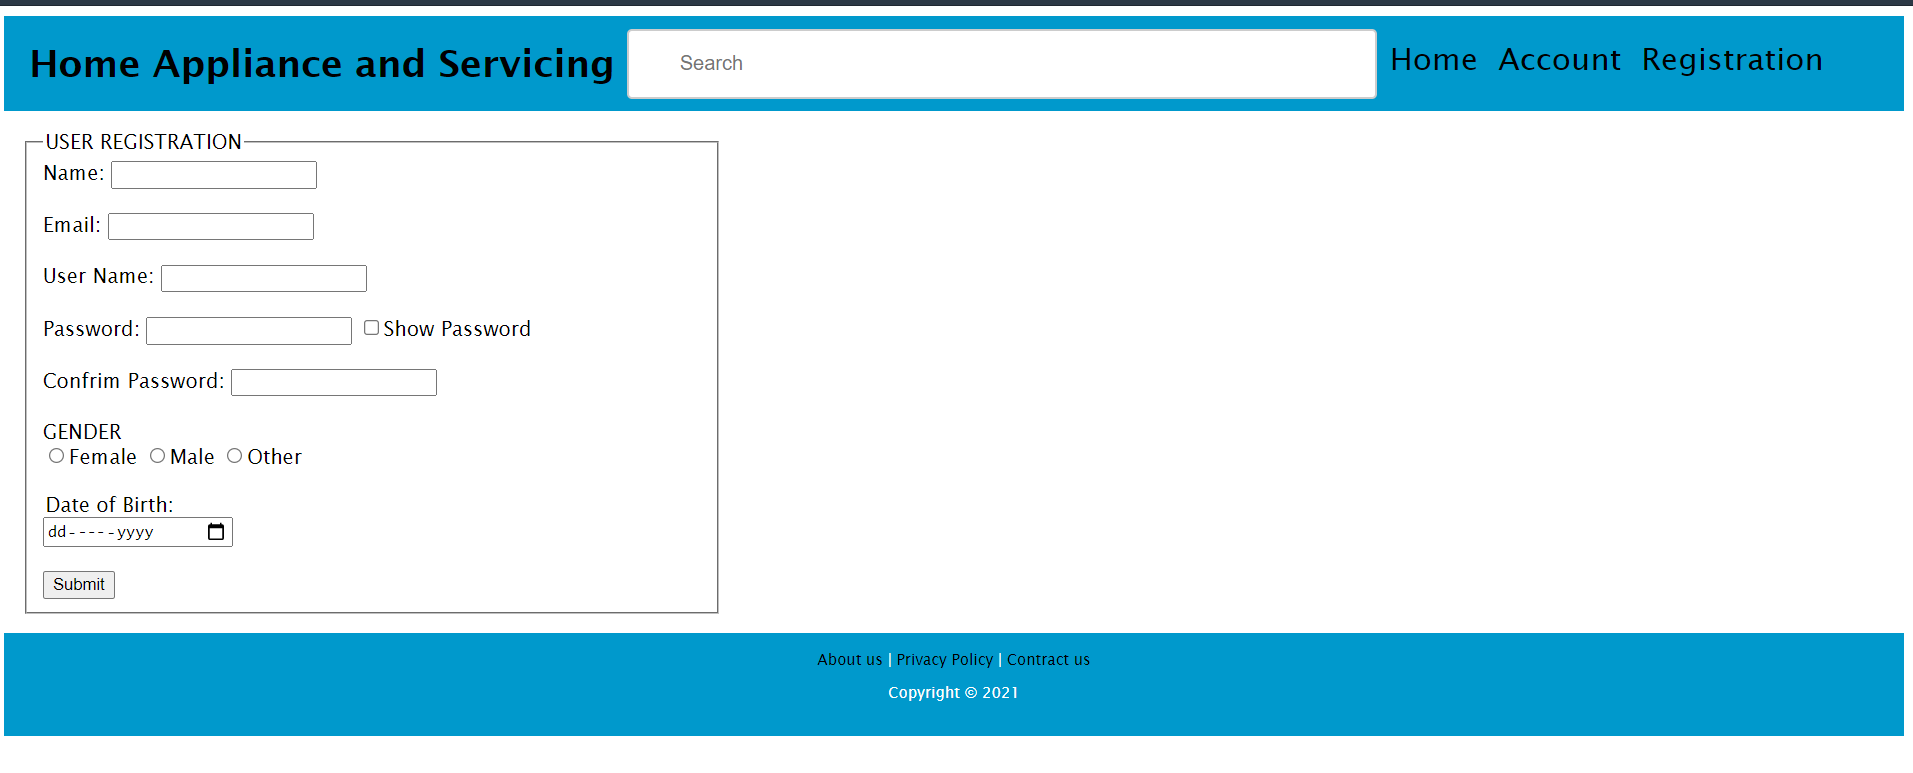 Home Appliance and Servicing Search Home Account Registration
USER REGISTRATION
Name:
Email:
User Name:
Password: Show Password
Confrim Password:
GENDER
Female Male Other
Date of Birth:
dd-----yyyy
Submit
About us | Privacy Policy | Contract us
Copyright © 2021